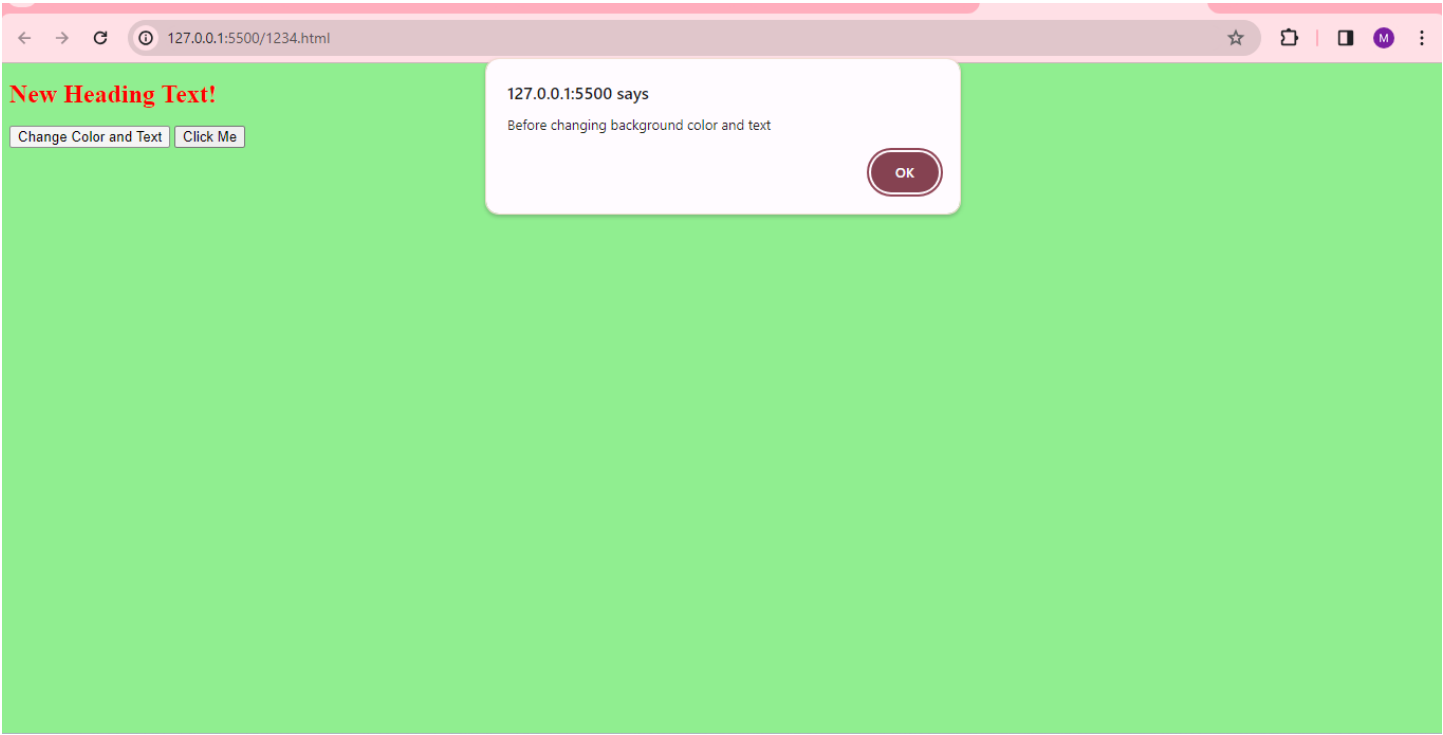 127.0.0.1:5500/1234.html
M
127.0.0.1:5500 says
Before changing background color and text
OK
New Heading Text!
Change Color and Text Click Me